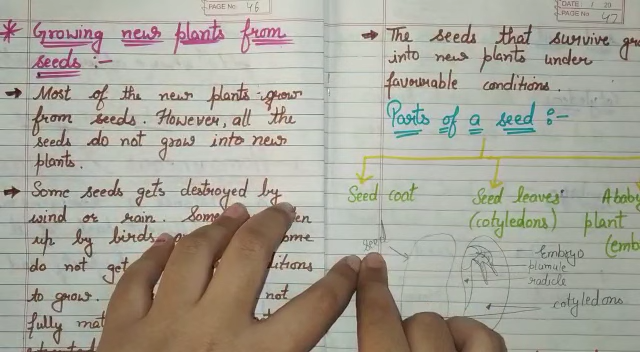 PAGE No 46
* Growing new plants from
seeds :-
→ Most of the new plants grow
from seeds. However, all the
seeds do not grow into new
plants.
→ Some seeds gets destroyed by
wind or rain. Some
up by birds
do not get
to grow. not
fully
DATE
PAGE No 47
→ The seeds that survive
into new plants under
favourable conditions.
Parts of a seed :-
Seed coat
Seed leaves
(cotyledons)
A baby
plant
Embryo
plumule
radicle
cotyledons